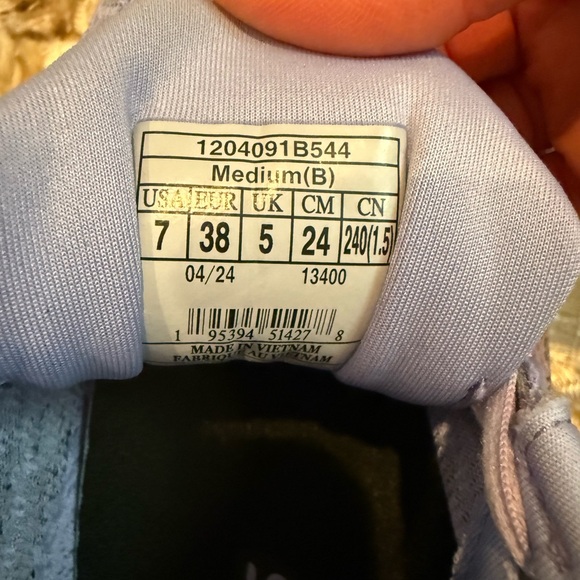 1204091B544
Medium(B)
USA EUR UK CM CN
7 38 5 24 240(1.5)
04/24 13400
1 95394 51427 8
MADE IN VIETNAM
FABRIQUE AU VIETNAM